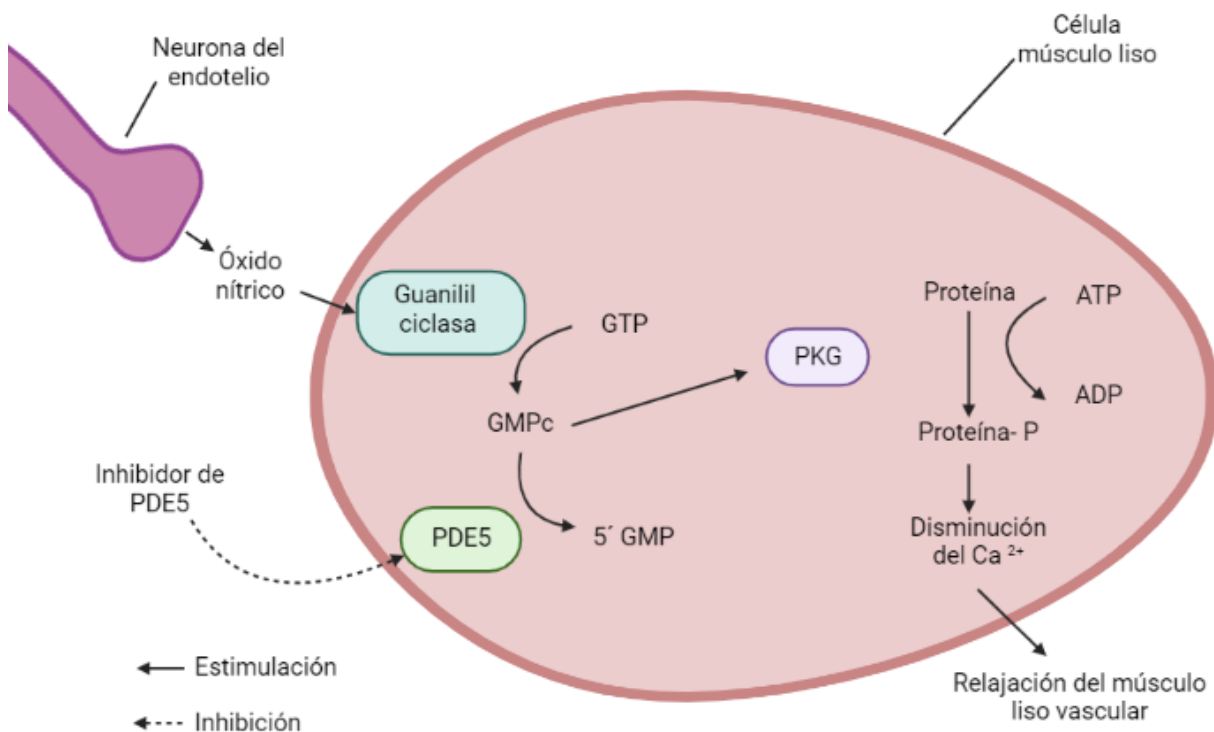 Neurona del
endotelio
Célula
músculo liso
Óxido
nítrico
Guanilil
ciclasa
GTP
GMPc
PKG
Proteína
ATP
ADP
Proteína- P
Inhibidor de
PDE5
PDE5
5´ GMP
Disminución
del Ca ²⁺
Estimulación
Inhibición
Relajación del músculo
liso vascular